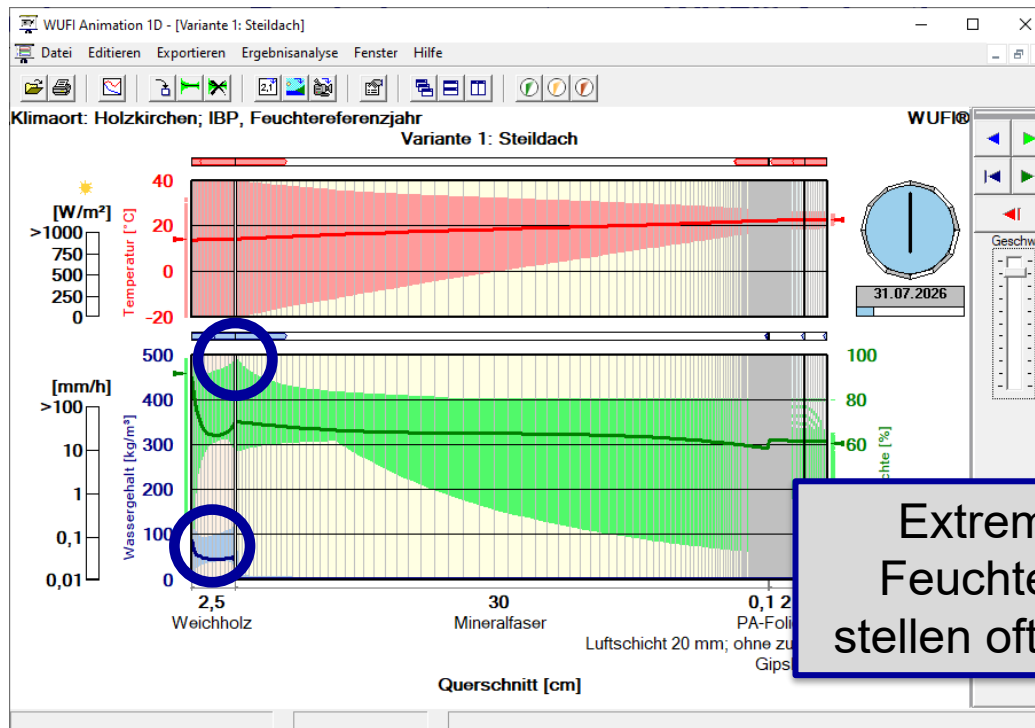 WUFI Animation 1D - [Variante 1: Steildach]
Datei Editieren Exportieren Ergebnisanalyse Fenster Hilfe
Klimaort: Holzkirchen; IBP, Feuchtereferenzjahr WUFI®
Variante 1: Steildach
[W/m²]
>1000
750
500
250
0
Temperatur [°C]
40
20
0
-20
31.07.2026
Geschw
[mm/h]
>100
10
1
0,1
0,01
Wassergehalt [kg/m³]
500
400
300
200
100
0
100
80
60
[%]
Extrem
Feuchte
stellen oft
2,5 30 0,1 2
Weichholz Mineralfaser PA-Foli
Luftschicht 20 mm; ohne zu
Gips
Querschnitt [cm]